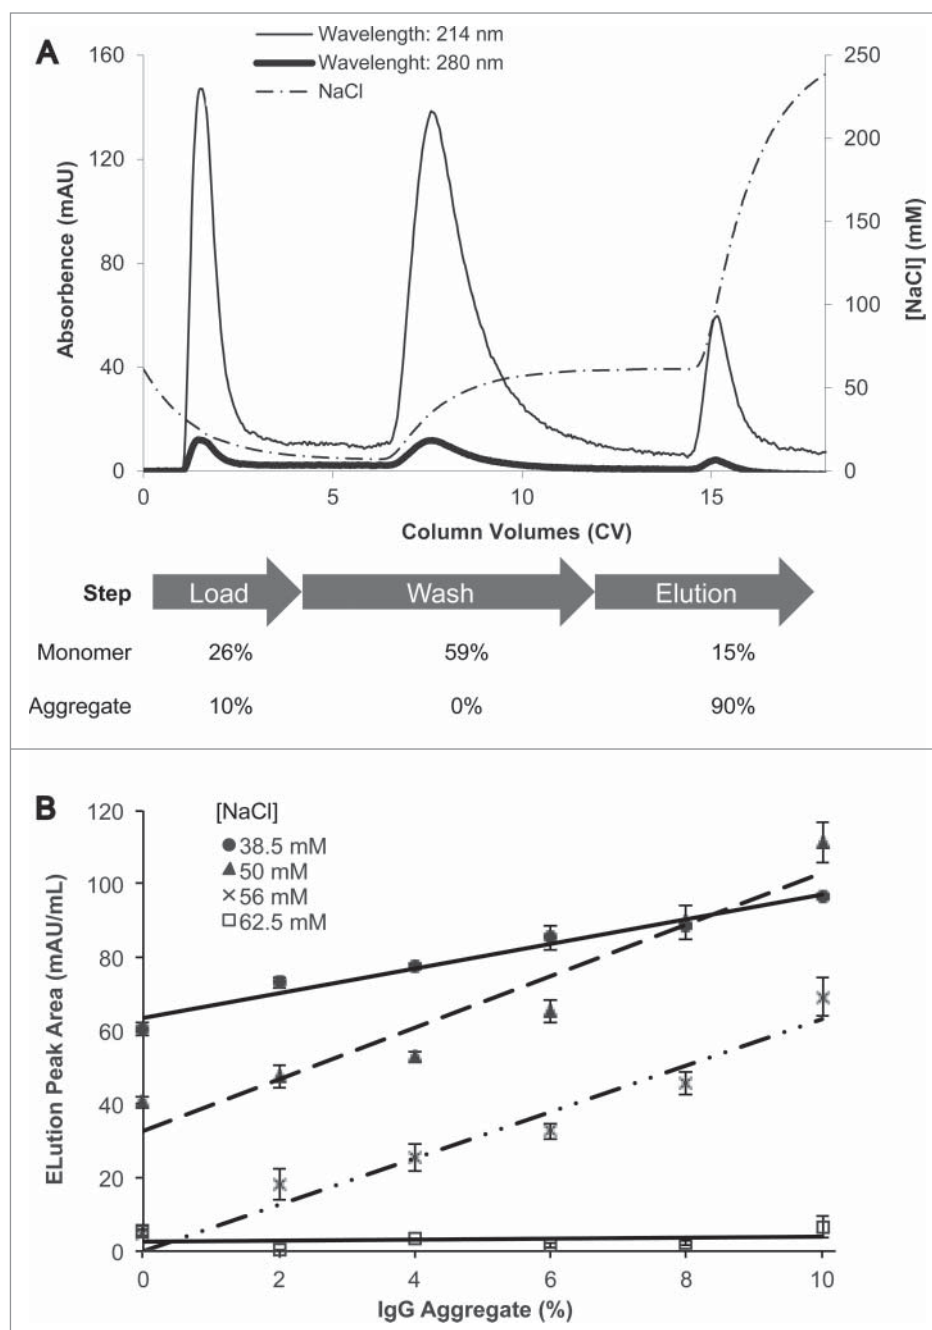 A
Wavelength: 214 nm
Wavelenght: 280 nm
NaCl
160
120
80
40
0
Absorbence (mAU)
250
200
150
100
50
0
[NaCl] (mM)
0 5 10 15
Column Volumes (CV)
Step Load Wash Elution
Monomer 26% 59% 15%
Aggregate 10% 0% 90%
B
[NaCl]
38.5 mM
50 mM
56 mM
62.5 mM
120
100
80
60
40
20
0
ELution Peak Area (mAU/mL)
0 2 4 6 8 10
IgG Aggregate (%)